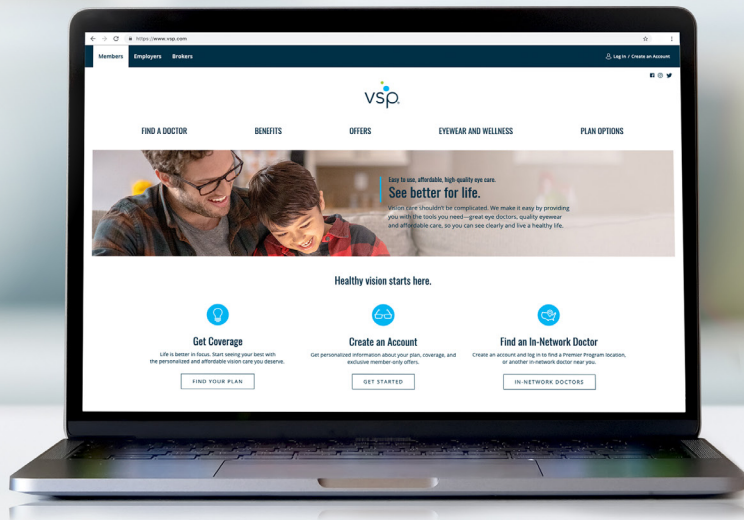 https://www.vsp.com
Members Employers Brokers Log In / Create an Account
vsp
FIND A DOCTOR BENEFITS OFFERS EYEWEAR AND WELLNESS PLAN OPTIONS
Easy to use, affordable, high-quality eye care.
See better for life.
Vision care shouldn't be complicated. We make it easy by providing
you with the tools you need—great eye doctors, quality eyewear
and affordable care, so you can see clearly and live a healthy life.
Healthy vision starts here.
Get Coverage
Life is better in focus. Start seeing your best with
the personalized and affordable vision care you deserve.
FIND YOUR PLAN
Create an Account
Get personalized information about your plan, coverage, and
exclusive member-only offers.
GET STARTED
Find an In-Network Doctor
Create an account and log in to find a Premier Program location,
or another in-network doctor near you.
IN-NETWORK DOCTORS